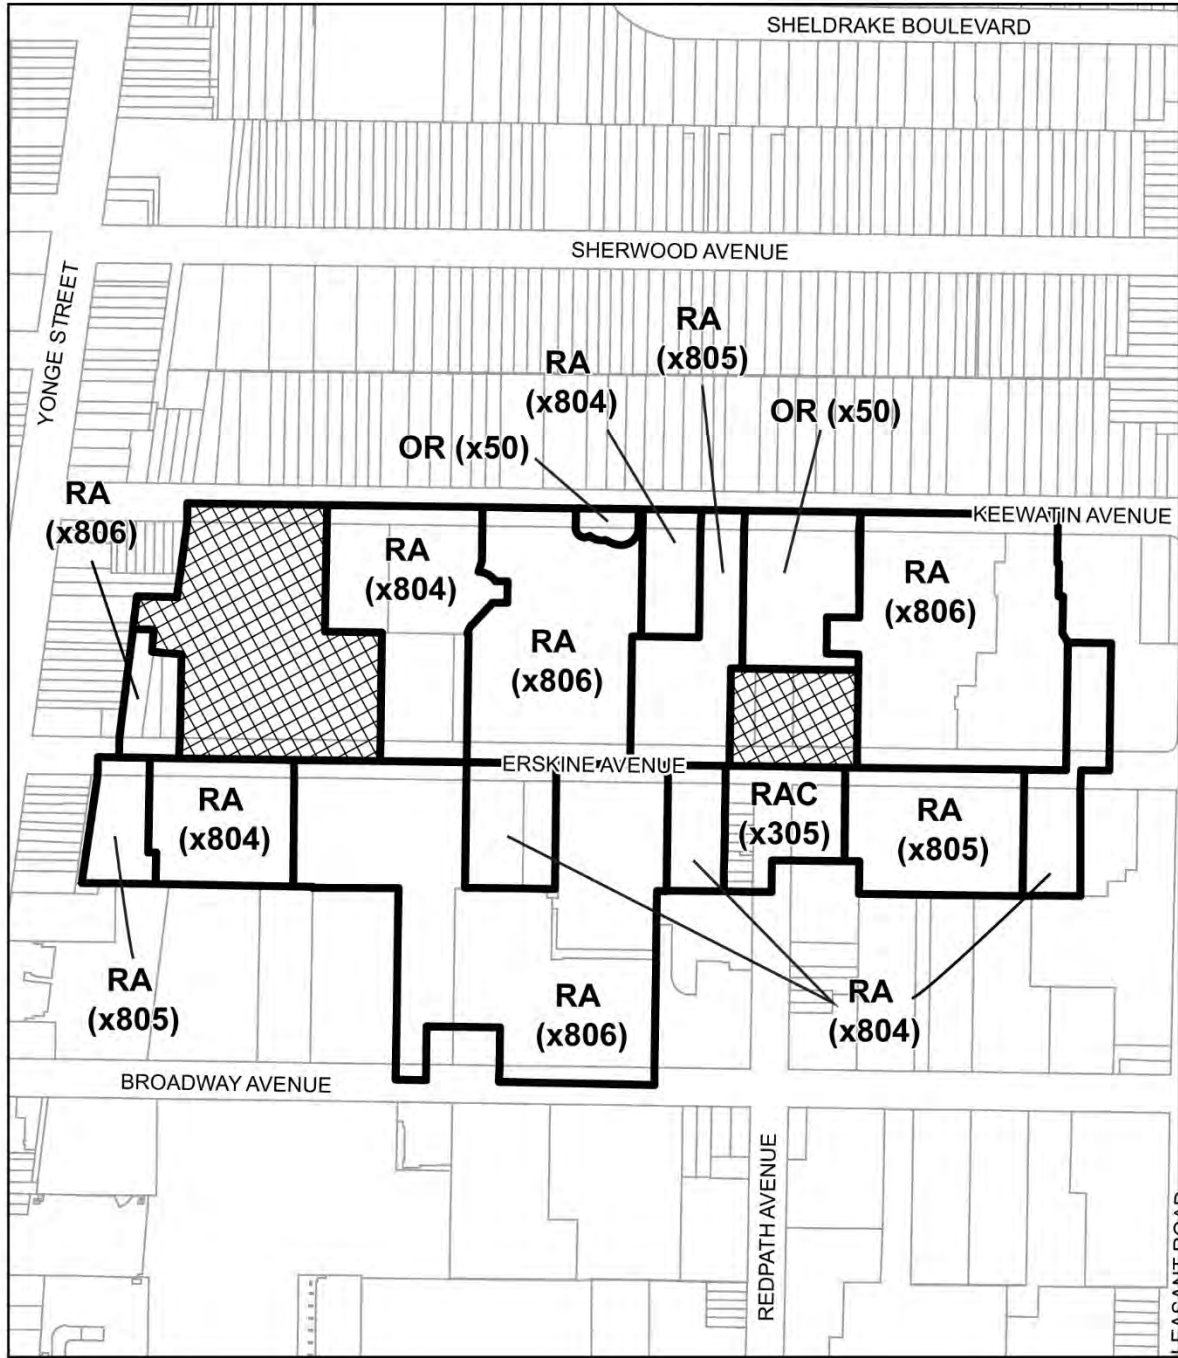 SHELDRAKE BOULEVARD
SHERWOOD AVENUE
YONGE STREET
RA
(x805)
RA
(x804)
OR (x50)
OR (x50)
RA
(x806)
KEEWATIN AVENUE
RA
(x804)
RA
(x806)
RA
(x806)
ERSKINE AVENUE
RA
(x804)
RAC
(x305)
RA
(x805)
RA
(x805)
RA
(x806)
RA
(x804)
BROADWAY AVENUE
REDPATH AVENUE
LEASANT ROAD